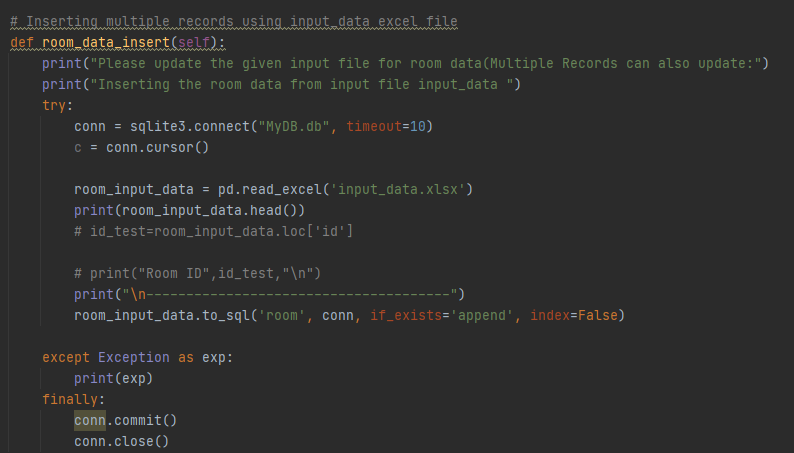 # Inserting multiple records using input_data excel file
def room_data_insert(self):
print("Please update the given input file for room data(Multiple Records can also update:")
print("Inserting the room data from input file input_data ")
try:
conn = sqlite3.connect("MyDB.db", timeout=10)
c = conn.cursor()
room_input_data = pd.read_excel('input_data.xlsx')
print(room_input_data.head())
# id_test=room_input_data.loc['id']
# print("Room ID",id_test,"\n")
print("\n--------------------------------------")
room_input_data.to_sql('room', conn, if_exists='append', index=False)
except Exception as exp:
print(exp)
finally:
conn.commit()
conn.close()